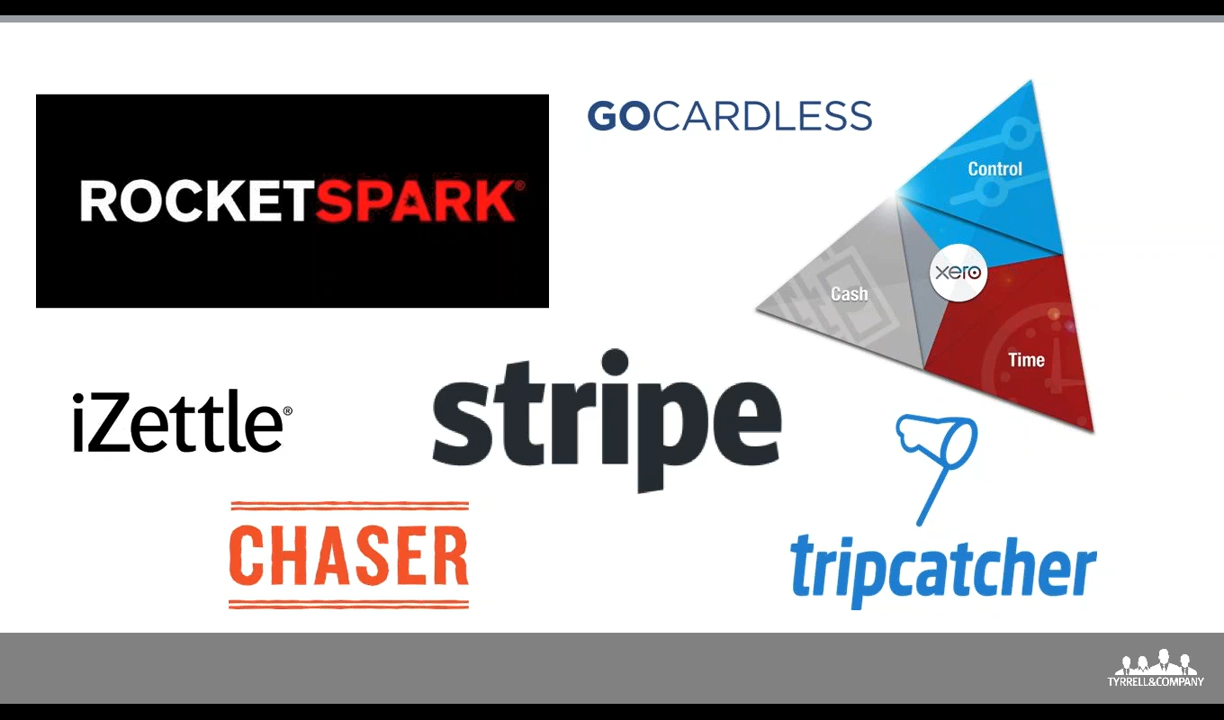 GOCARDLESS
ROCKETSPARK®
Control
xero
Cash
Time
iZettle®
stripe
CHASER
tripcatcher
TYRRELL&COMPANY